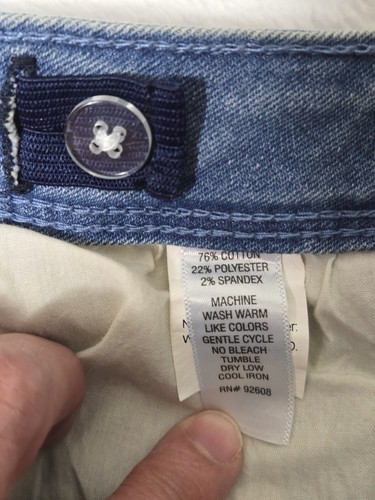 76% COTTON
22% POLYESTER
2% SPANDEX
MACHINE
WASH WARM
LIKE COLORS
GENTLE CYCLE
NO BLEACH
TUMBLE
DRY LOW
COOL IRON
RN# 92608